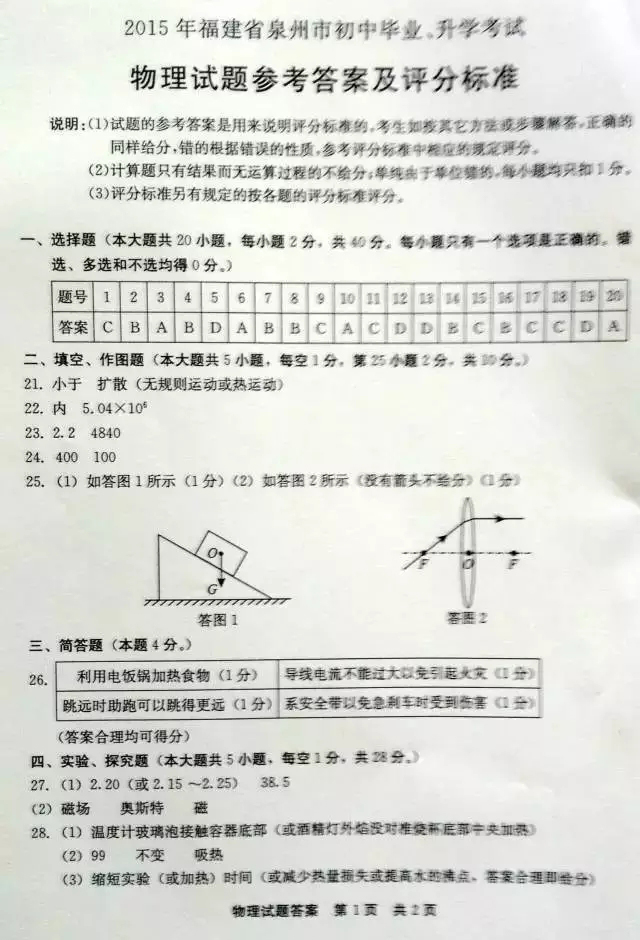 2015 年福建省泉州市初中毕业、升学考试
物理试题参考答案及评分标准
说明:(1)试题的参考答案是用来说明评分标准的,考生如按其它方法或步骤解答,正确的
同样给分,错的根据错误的性质,参考评分标准中相应的规定评分。
(2)计算题只有结果而无运算过程的不给分;单纯由于单位错的,每小题均只扣 1 分。
(3)评分标准另有规定的按各题的评分标准评分。
一、选择题（本大题共 20 小题，每小题 2 分，共 40 分。每小题只有一个选项是正确的。错
选、多选和不选均得 0 分。）
题号 1 2 3 4 5 6 7 8 9 10 11 12 13 14 15 16 17 18 19 20
答案 C B A B D A B B C A C D D B C B C C D A
二、填空、作图题（本大题共 5 小题，每空 1 分，第 25 小题 2 分，共 10 分。）
21. 小于 扩散（无规则运动或热运动）
22. 内 5.04×10⁶
23. 2.2 4840
24. 400 100
25.（1）如答图 1 所示（1 分）（2）如答图 2 所示（没有箭头不给分）（1 分）
O G
F O F
答图 1 答图 2
三、简答题（本题 4 分。）
26. 利用电饭锅加热食物（1 分） 导线电流不能过大以免引起火灾（1 分）
跳远时助跑可以跳得更远（1 分） 系安全带以免急刹车时受到伤害（1 分）
（答案合理均可得分）
四、实验、探究题（本大题共 5 小题，每空 1 分，共 28 分。）
27.（1）2.20（或 2.15 ～2.25） 38.5
（2）磁场 奥斯特 磁
28.（1）温度计玻璃泡接触容器底部（或酒精灯外焰没对准烧杯底部中央加热）
（2）99 不变 吸热
（3）缩短实验（或加热）时间（或减少热量损失或提高水的沸点、答案合理即给分）
物理试题答案 第 1 页 共 2 页